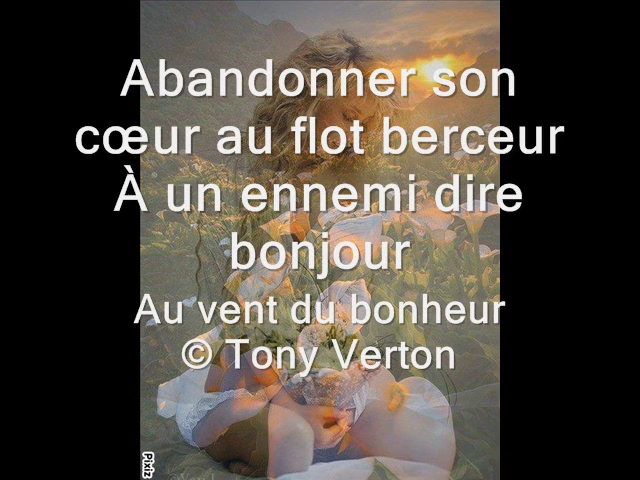 Abandonner son
cœur au flot berceur
À un ennemi dire
bonjour
Au vent du bonheur
© Tony Verton
Pixiz